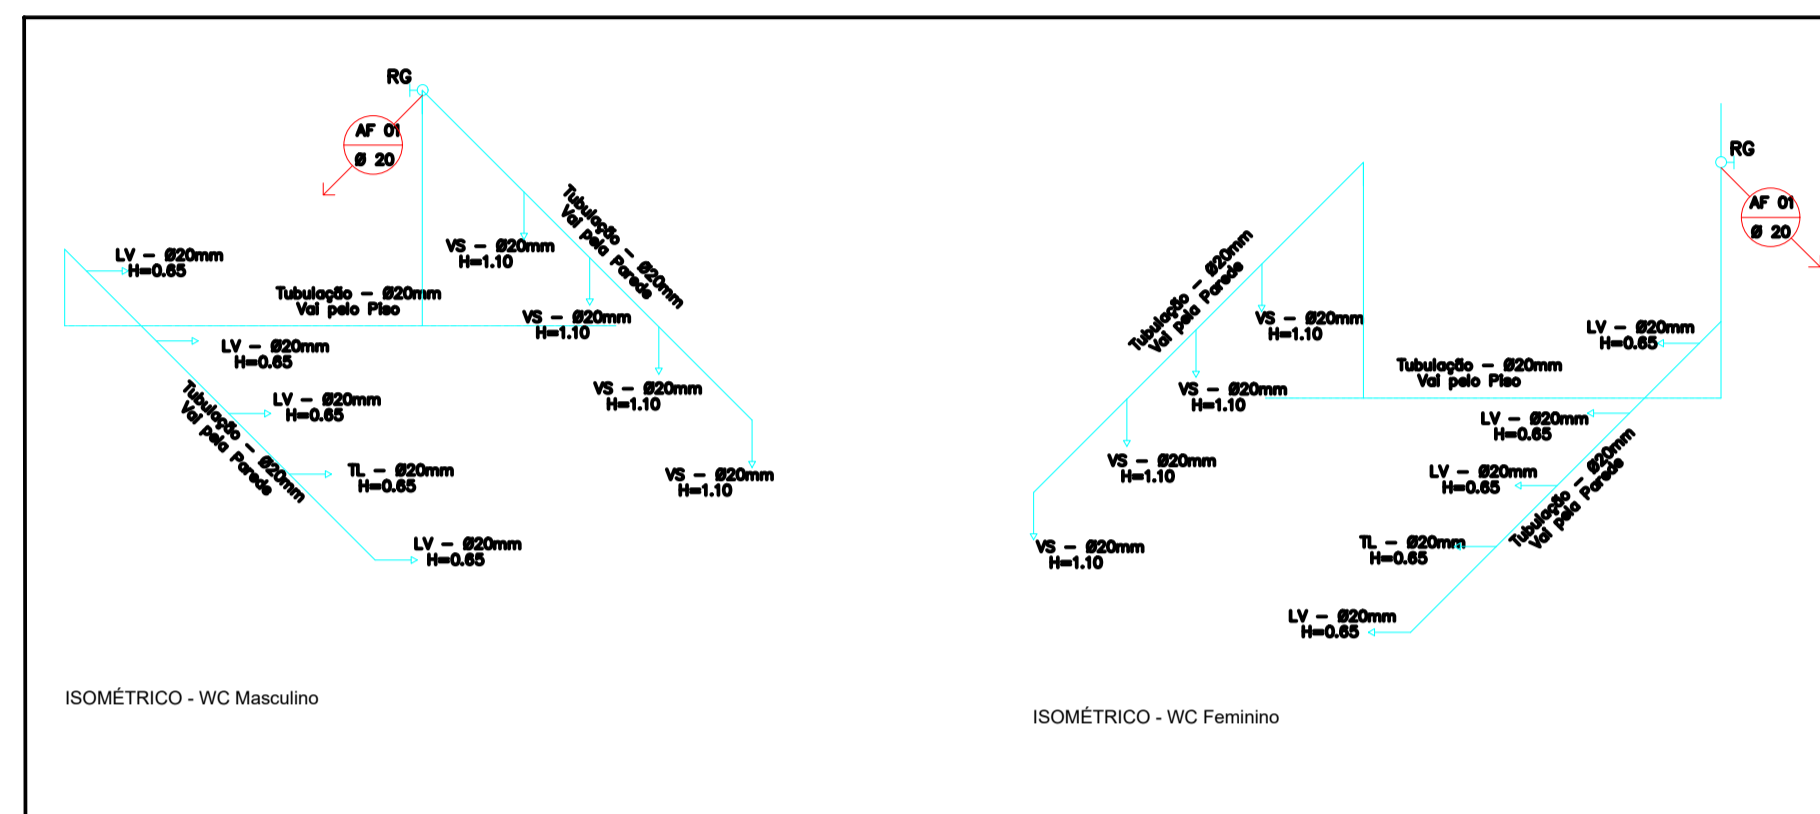 RG
AF 01
Ø 20
Tubulação - Ø20mm
Vai pela Parede
VS - Ø20mm
H=1.10
VS - Ø20mm
H=1.10
VS - Ø20mm
H=1.10
VS - Ø20mm
H=1.10
LV - Ø20mm
H=0.65
Tubulação - Ø20mm
Vai pelo Piso
LV - Ø20mm
H=0.65
LV - Ø20mm
H=0.65
Tubulação - Ø20mm
Vai pela Parede
TL - Ø20mm
H=0.65
LV - Ø20mm
H=0.65
ISOMÉTRICO - WC Masculino
RG
AF 01
Ø 20
Tubulação - Ø20mm
Vai pela Parede
VS - Ø20mm
H=1.10
VS - Ø20mm
H=1.10
VS - Ø20mm
H=1.10
VS - Ø20mm
H=1.10
LV - Ø20mm
H=0.65
Tubulação - Ø20mm
Vai pelo Piso
LV - Ø20mm
H=0.65
LV - Ø20mm
H=0.65
Tubulação - Ø20mm
Vai pela Parede
TL - Ø20mm
H=0.65
LV - Ø20mm
H=0.65
ISOMÉTRICO - WC Feminino